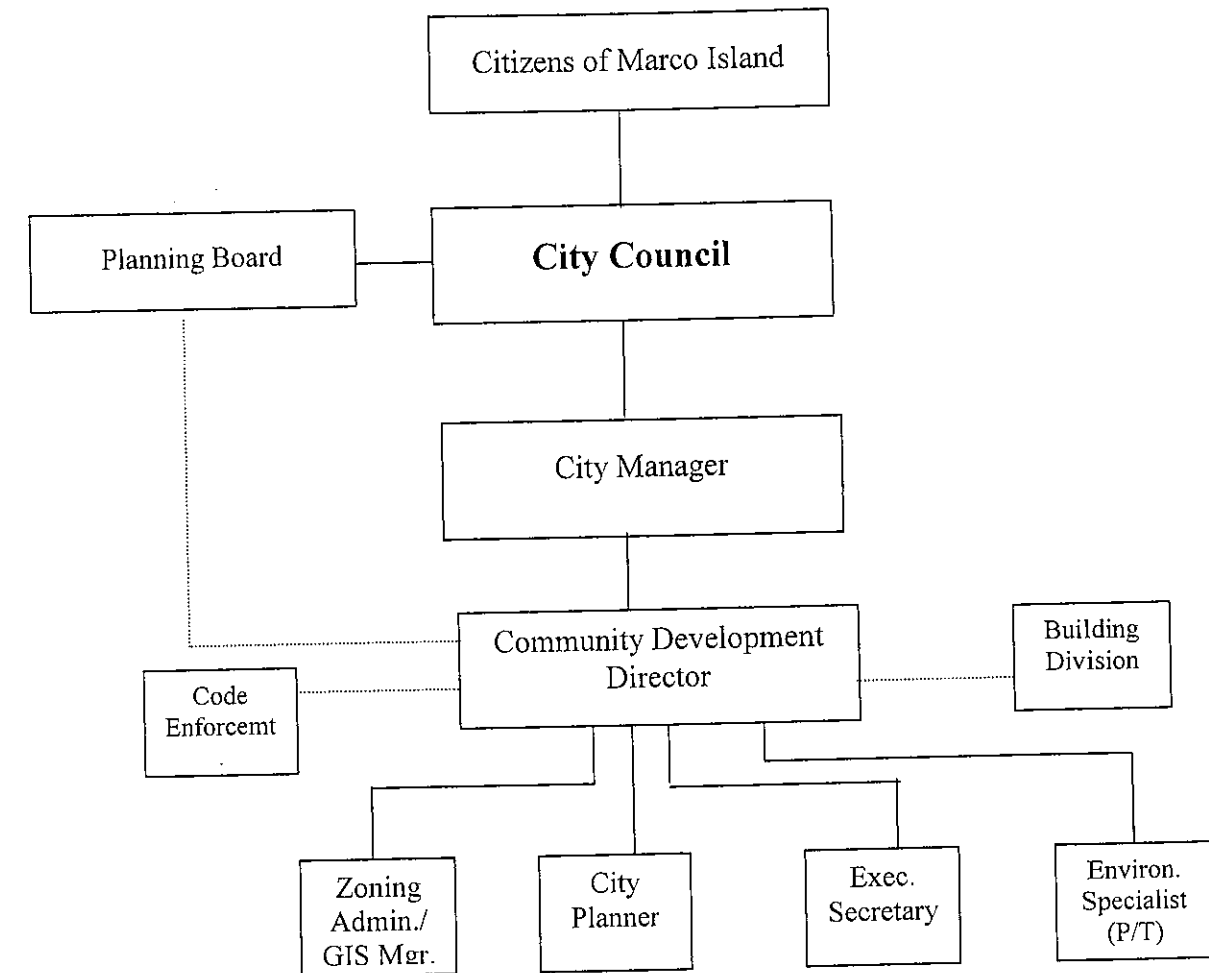 Citizens of Marco Island
Planning Board
City Council
City Manager
Community Development
Director
Building
Division
Code
Enforcemt
Zoning
Admin./
GIS Mgr.
City
Planner
Exec.
Secretary
Environ.
Specialist
(P/T)